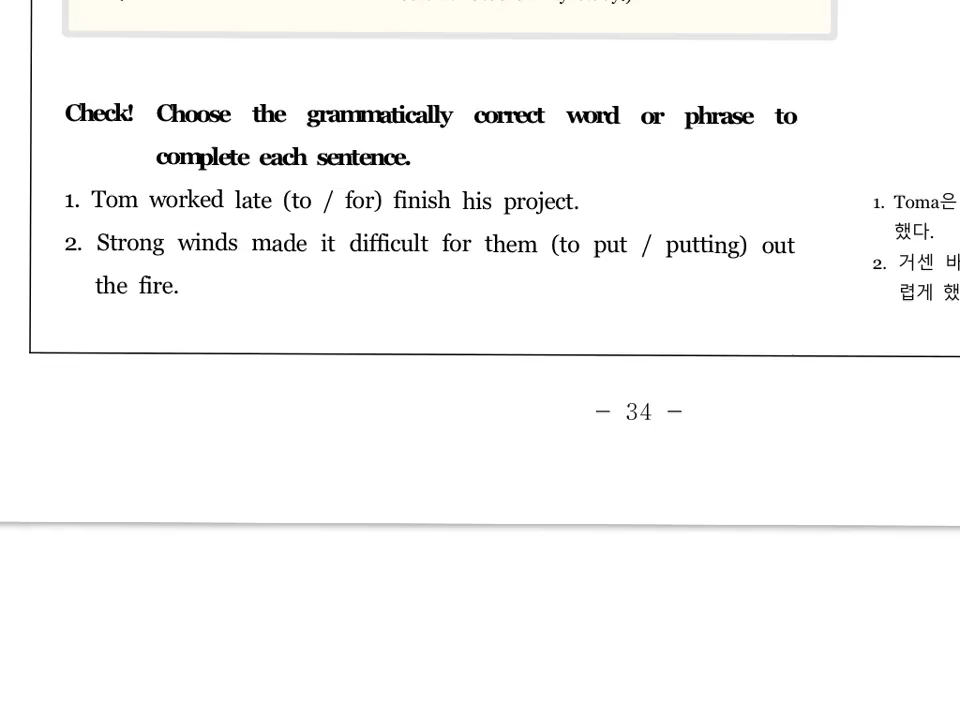 Check! Choose the grammatically correct word or phrase to
complete each sentence.
1. Tom worked late (to / for) finish his project.
2. Strong winds made it difficult for them (to put / putting) out
the fire.
1. Toma은
했다.
2. 거센 바
렵게 했
- 34 -